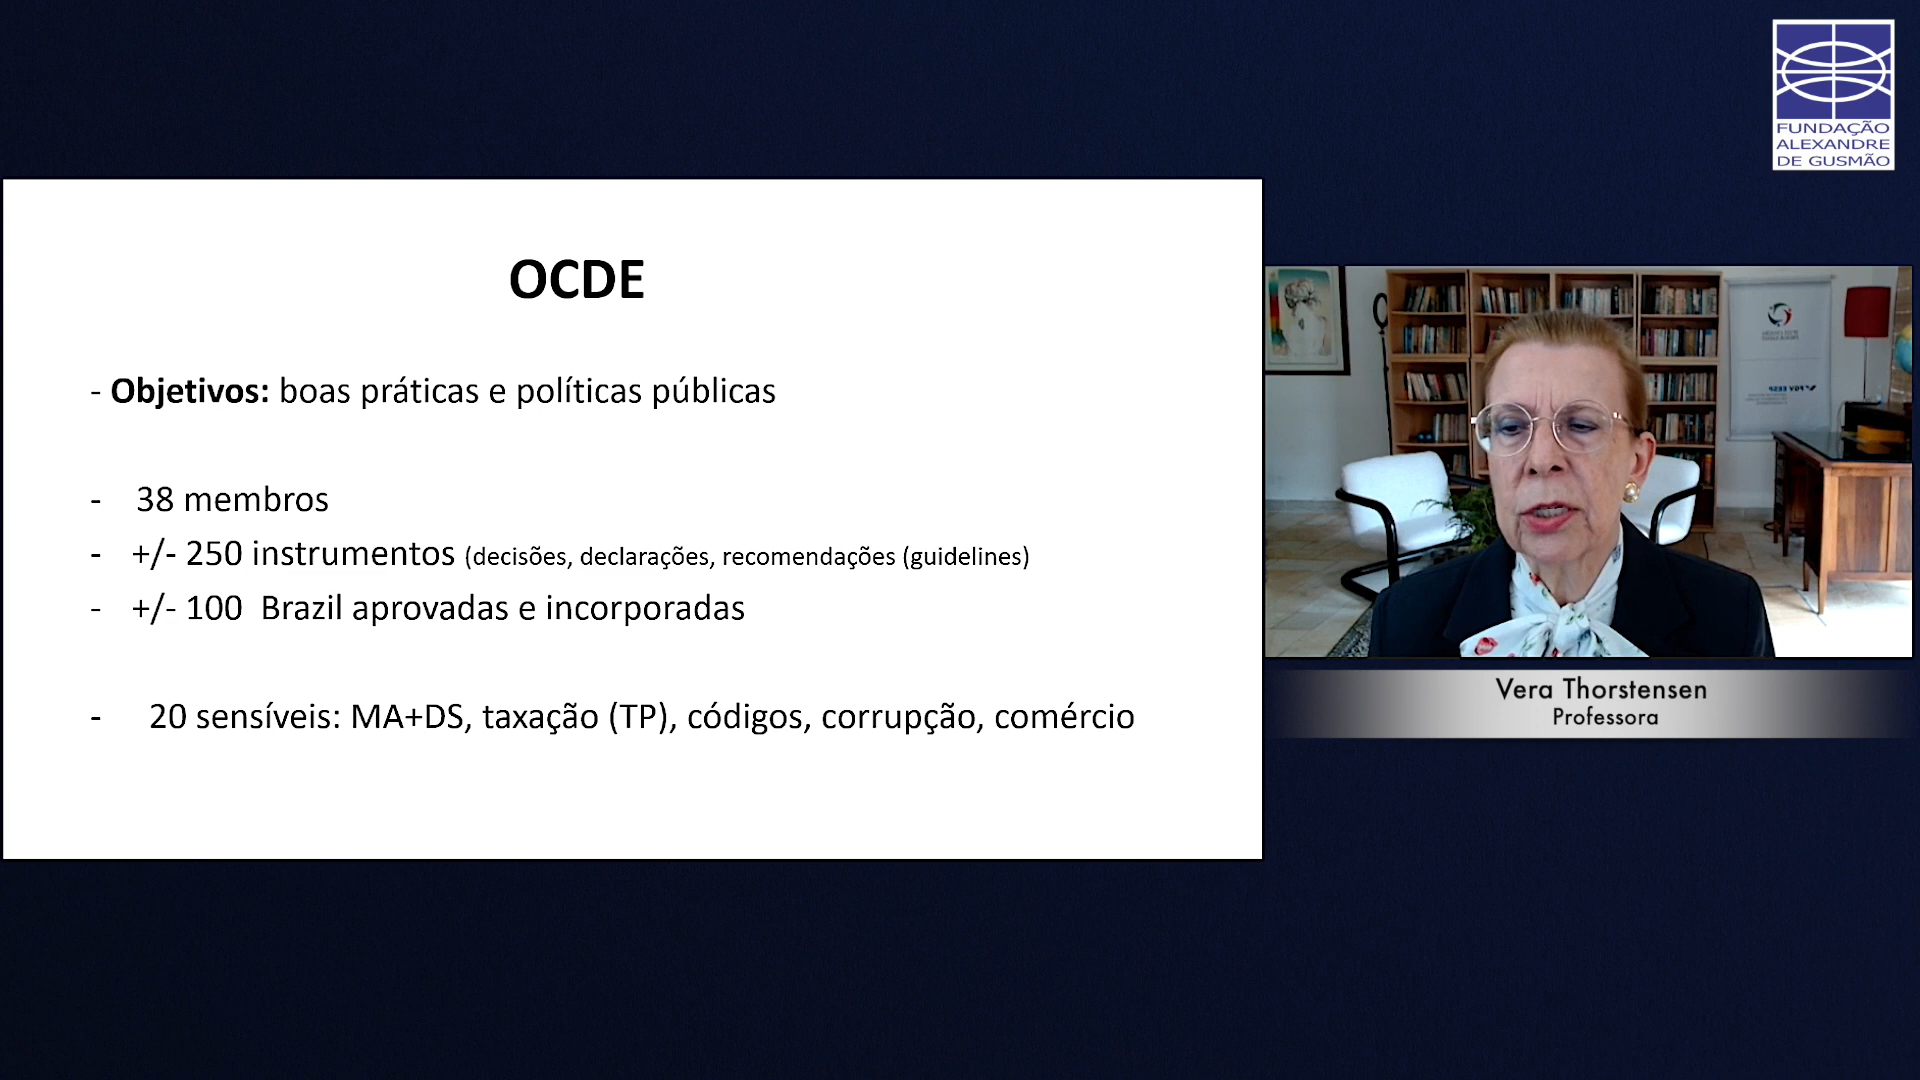 FUNDAÇÃO
ALEXANDRE
DE GUSMÃO
OCDE
- Objetivos: boas práticas e políticas públicas
- 38 membros
- +/- 250 instrumentos (decisões, declarações, recomendações (guidelines)
- +/- 100 Brazil aprovadas e incorporadas
- 20 sensíveis: MA+DS, taxação (TP), códigos, corrupção, comércio
Vera Thorstensen
Professora